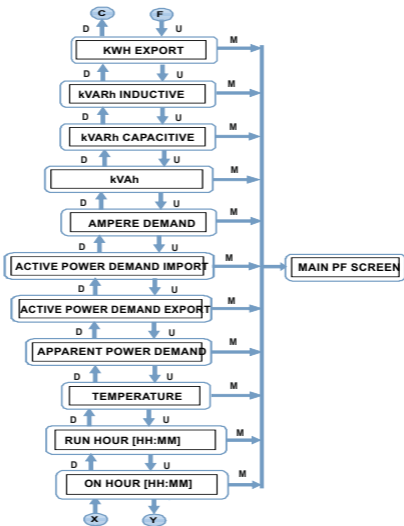 C F
D U
KWH EXPORT M
D U
kVARh INDUCTIVE M
D U
kVARh CAPACITIVE M
D U
kVAh M
D U
AMPERE DEMAND M
D U
ACTIVE POWER DEMAND IMPORT M MAIN PF SCREEN
D U
ACTIVE POWER DEMAND EXPORT M
D U
APPARENT POWER DEMAND M
D U
TEMPERATURE M
D U
RUN HOUR [HH:MM] M
D U
ON HOUR [HH:MM] M
X Y